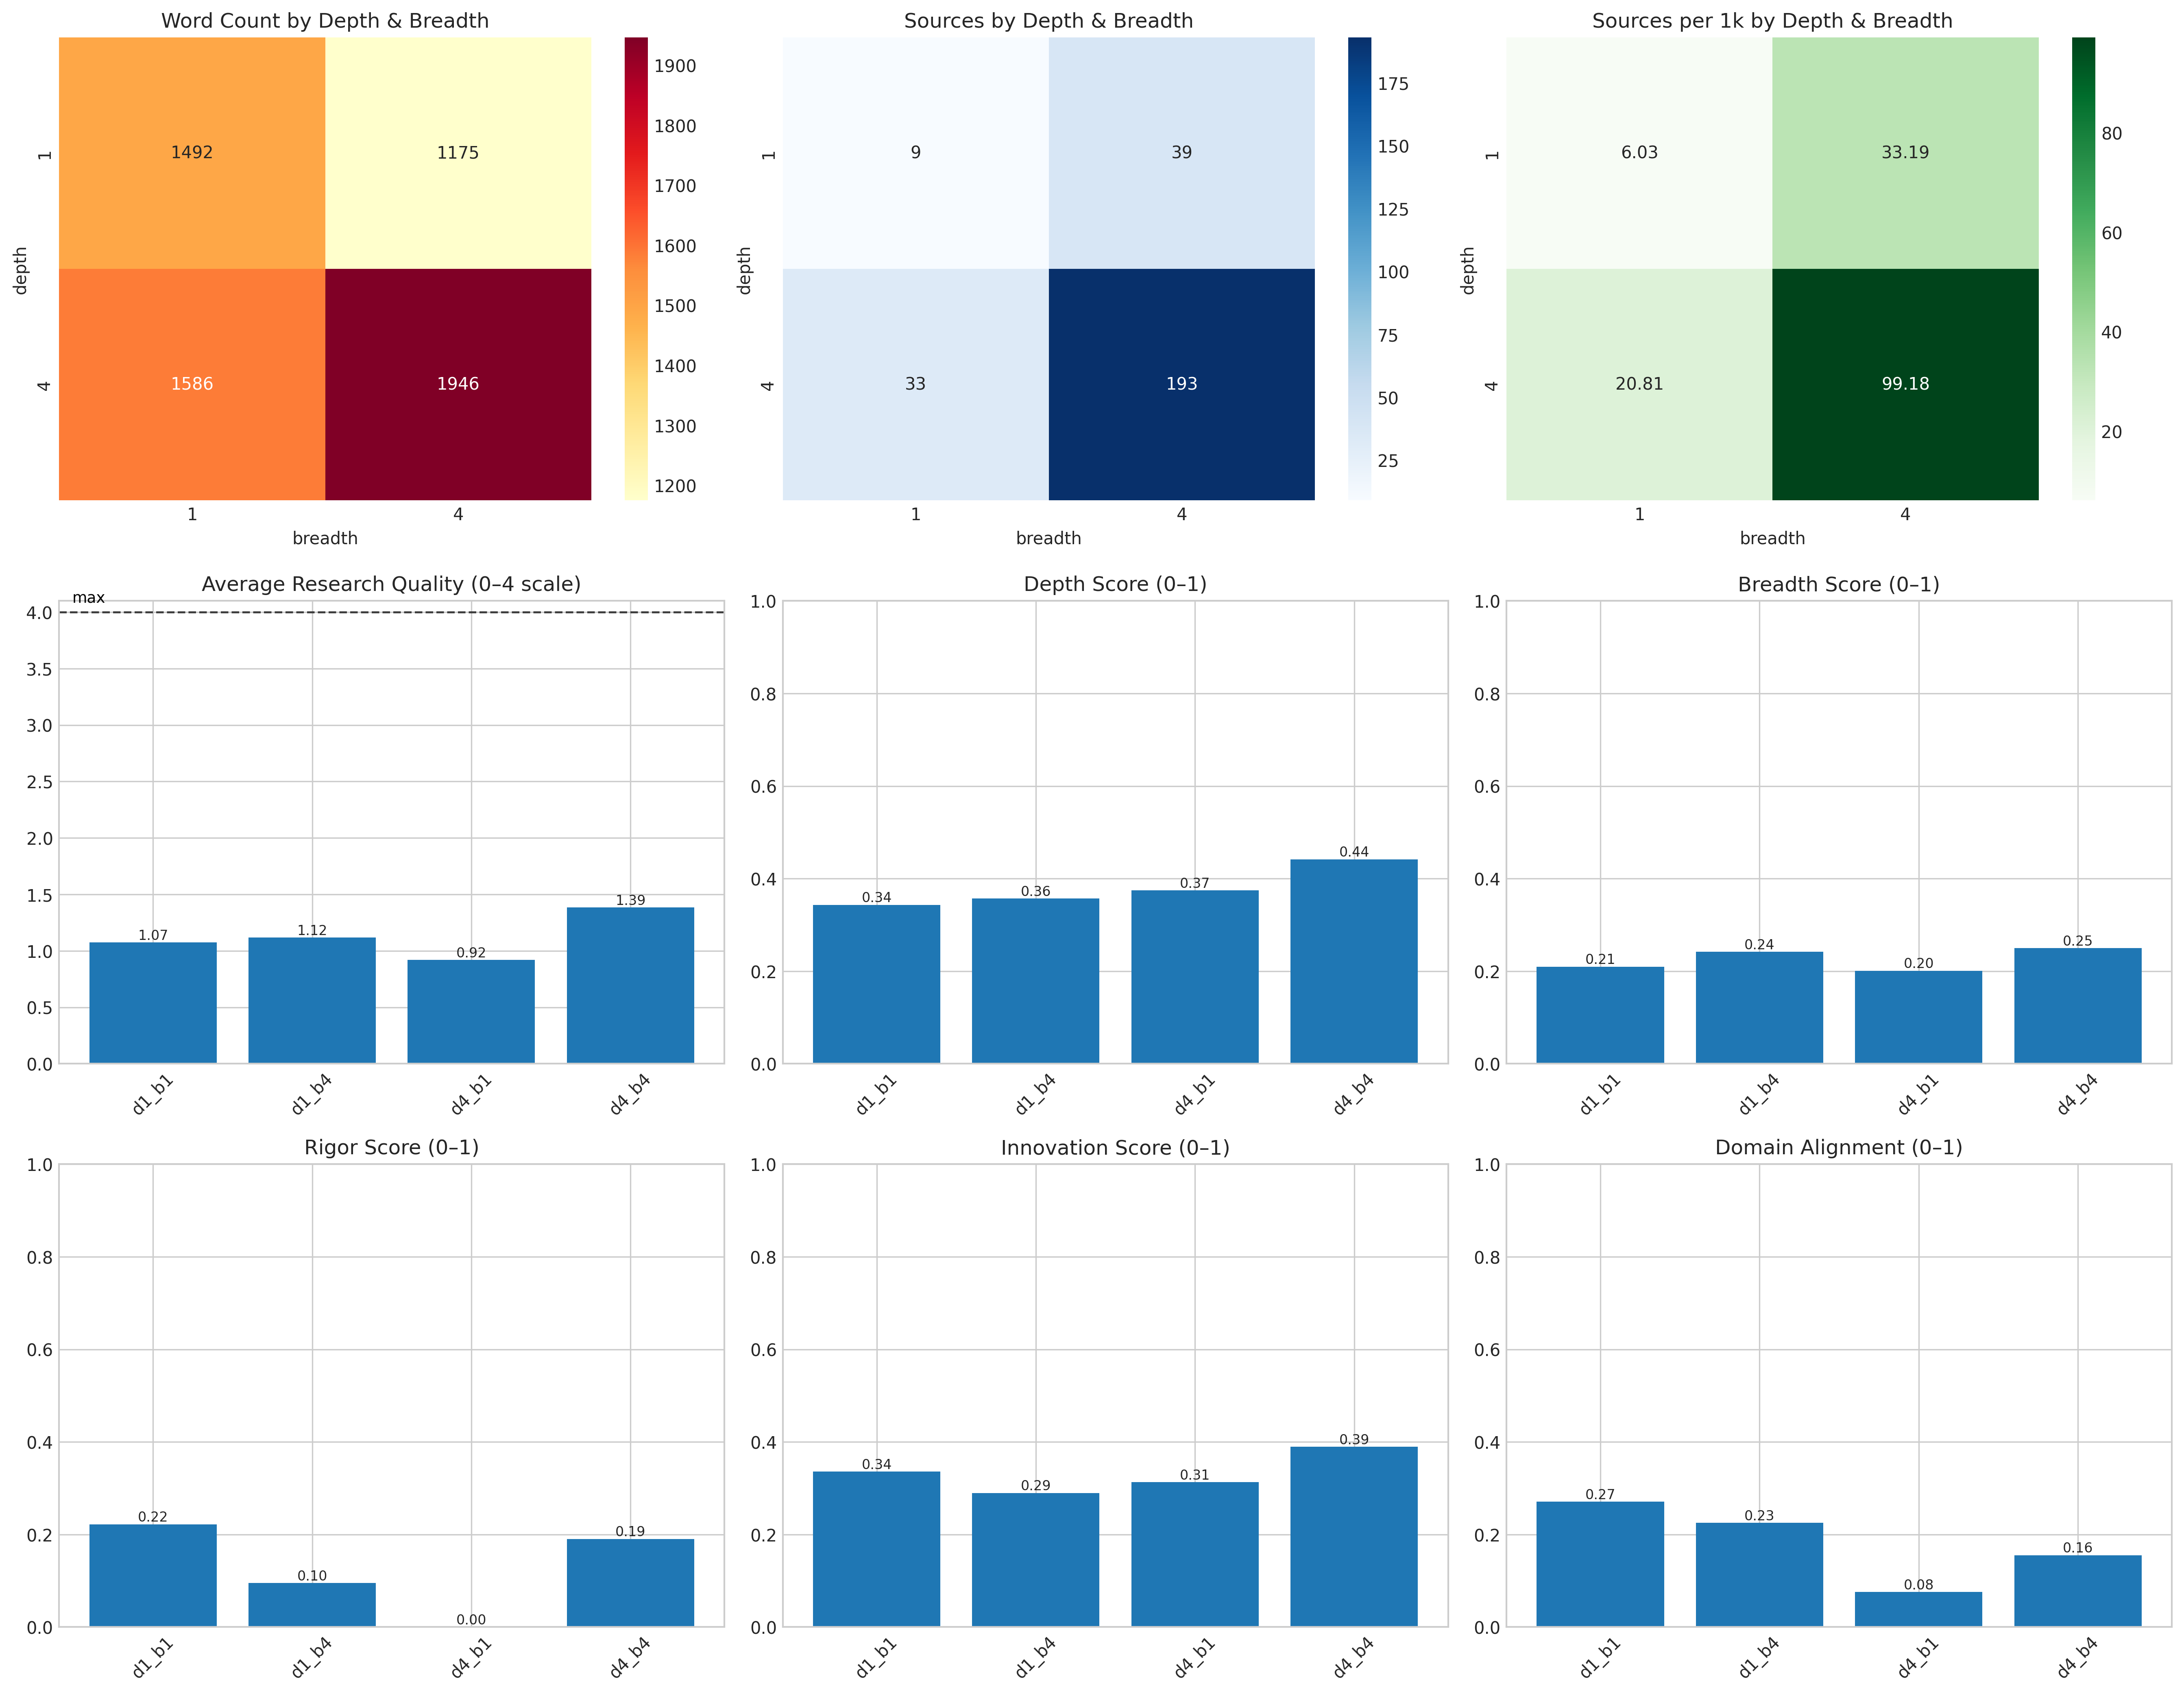 Word Count by Depth & Breadth
1492 1175
1586 1946
1
4
depth
1 4
breadth
1900
1800
1700
1600
1500
1400
1300
1200
Sources by Depth & Breadth
9 39
33 193
1
4
depth
1 4
breadth
175
150
125
100
75
50
25
Sources per 1k by Depth & Breadth
6.03 33.19
20.81 99.18
1
4
depth
1 4
breadth
80
60
40
20
Average Research Quality (0–4 scale)
max
4.0
3.5
3.0
2.5
2.0
1.5
1.0
0.5
0.0
1.07 1.12 0.92 1.39
d1_b1 d1_b4 d4_b1 d4_b4
Depth Score (0–1)
1.0
0.8
0.6
0.4
0.2
0.0
0.34 0.36 0.37 0.44
d1_b1 d1_b4 d4_b1 d4_b4
Breadth Score (0–1)
1.0
0.8
0.6
0.4
0.2
0.0
0.21 0.24 0.20 0.25
d1_b1 d1_b4 d4_b1 d4_b4
Rigor Score (0–1)
1.0
0.8
0.6
0.4
0.2
0.0
0.22 0.10 0.00 0.19
d1_b1 d1_b4 d4_b1 d4_b4
Innovation Score (0–1)
1.0
0.8
0.6
0.4
0.2
0.0
0.34 0.29 0.31 0.39
d1_b1 d1_b4 d4_b1 d4_b4
Domain Alignment (0–1)
1.0
0.8
0.6
0.4
0.2
0.0
0.27 0.23 0.08 0.16
d1_b1 d1_b4 d4_b1 d4_b4